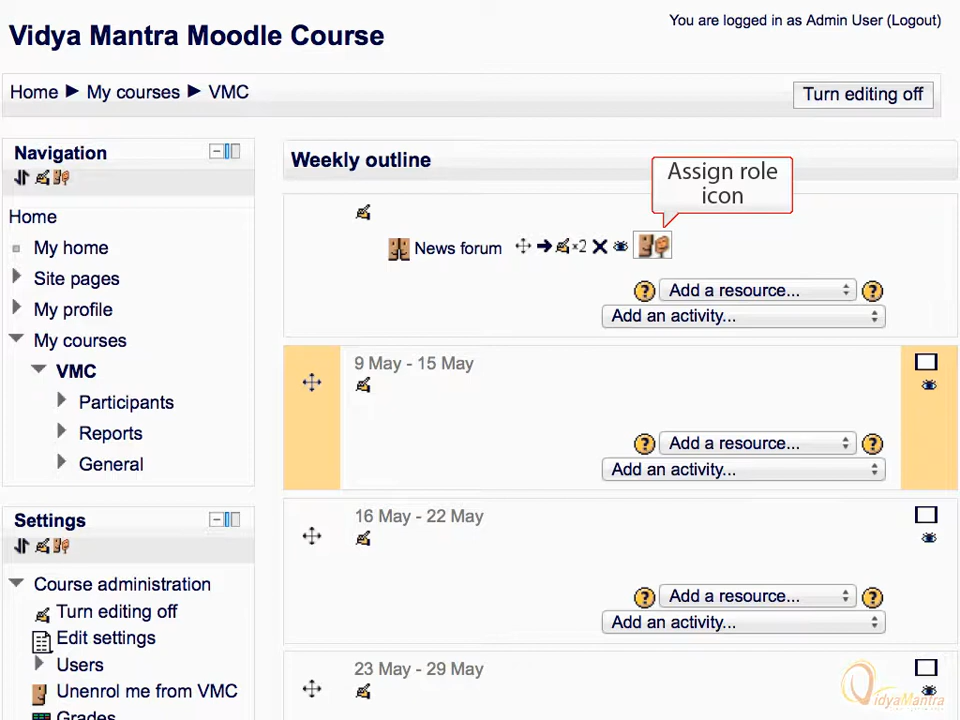 Vidya Mantra Moodle Course
You are logged in as Admin User (Logout)
Home ► My courses ► VMC
Turn editing off
Navigation
Home
My home
Site pages
My profile
My courses
VMC
Participants
Reports
General
Settings
Course administration
Turn editing off
Edit settings
Users
Unenrol me from VMC
Grades
Weekly outline
Assign role
icon
News forum ×2
Add a resource...
Add an activity...
9 May - 15 May
Add a resource...
Add an activity...
16 May - 22 May
Add a resource...
Add an activity...
23 May - 29 May
VidyaMantra